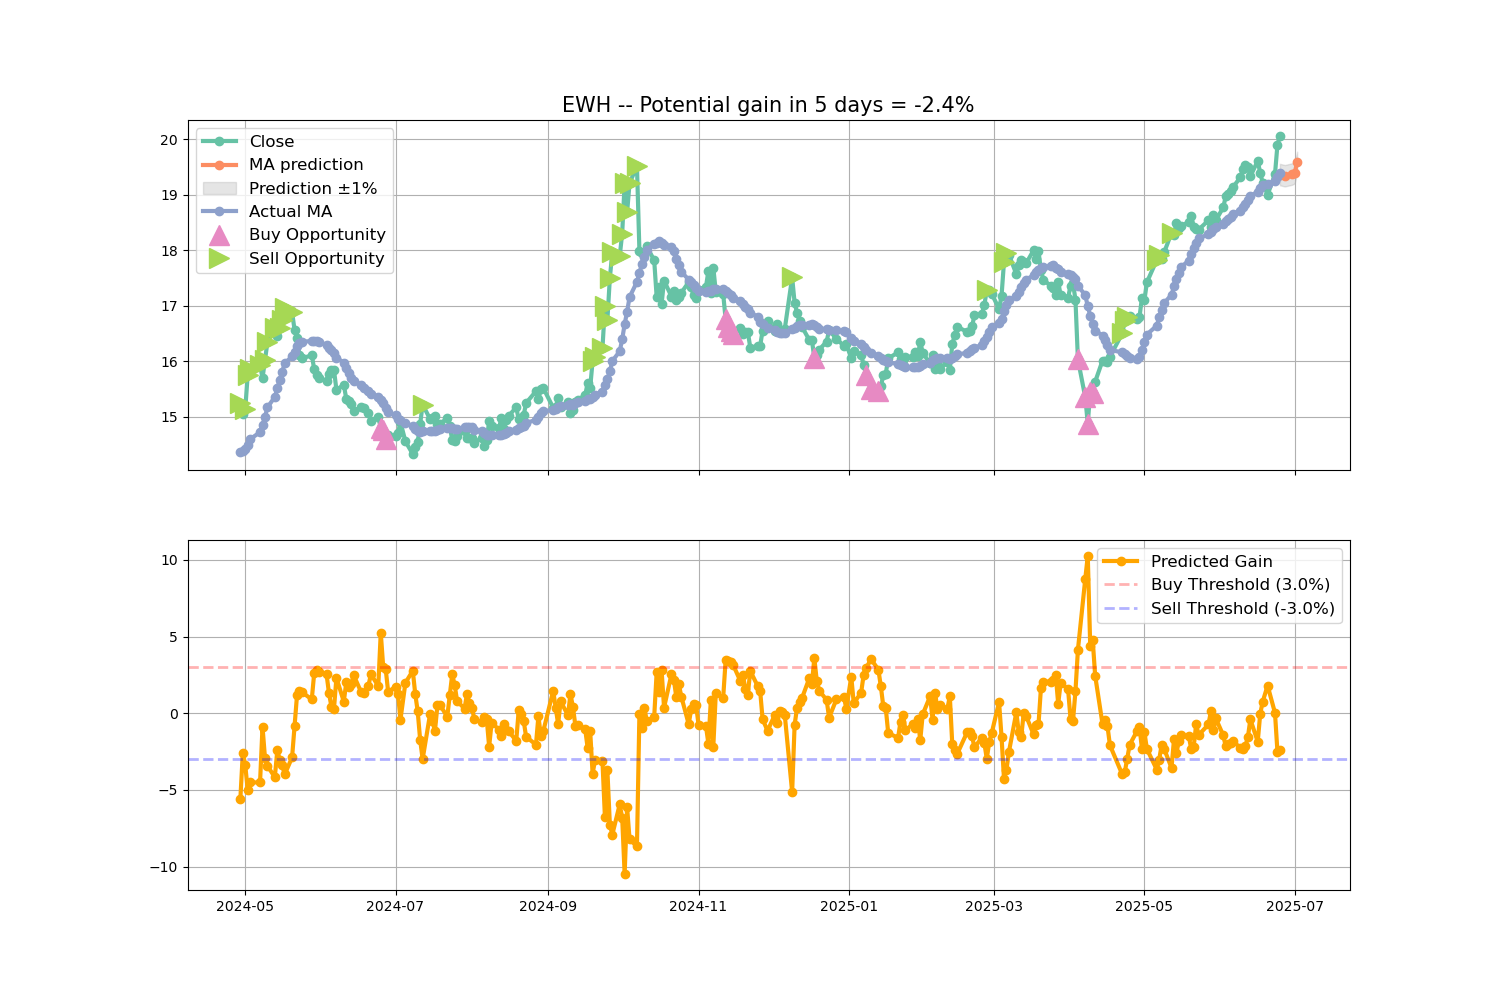 EWH -- Potential gain in 5 days = -2.4%
20
19
18
17
16
15
Close
MA prediction
Prediction ±1%
Actual MA
Buy Opportunity
Sell Opportunity
10
5
0
−5
−10
Predicted Gain
Buy Threshold (3.0%)
Sell Threshold (-3.0%)
2024-05 2024-07 2024-09 2024-11 2025-01 2025-03 2025-05 2025-07